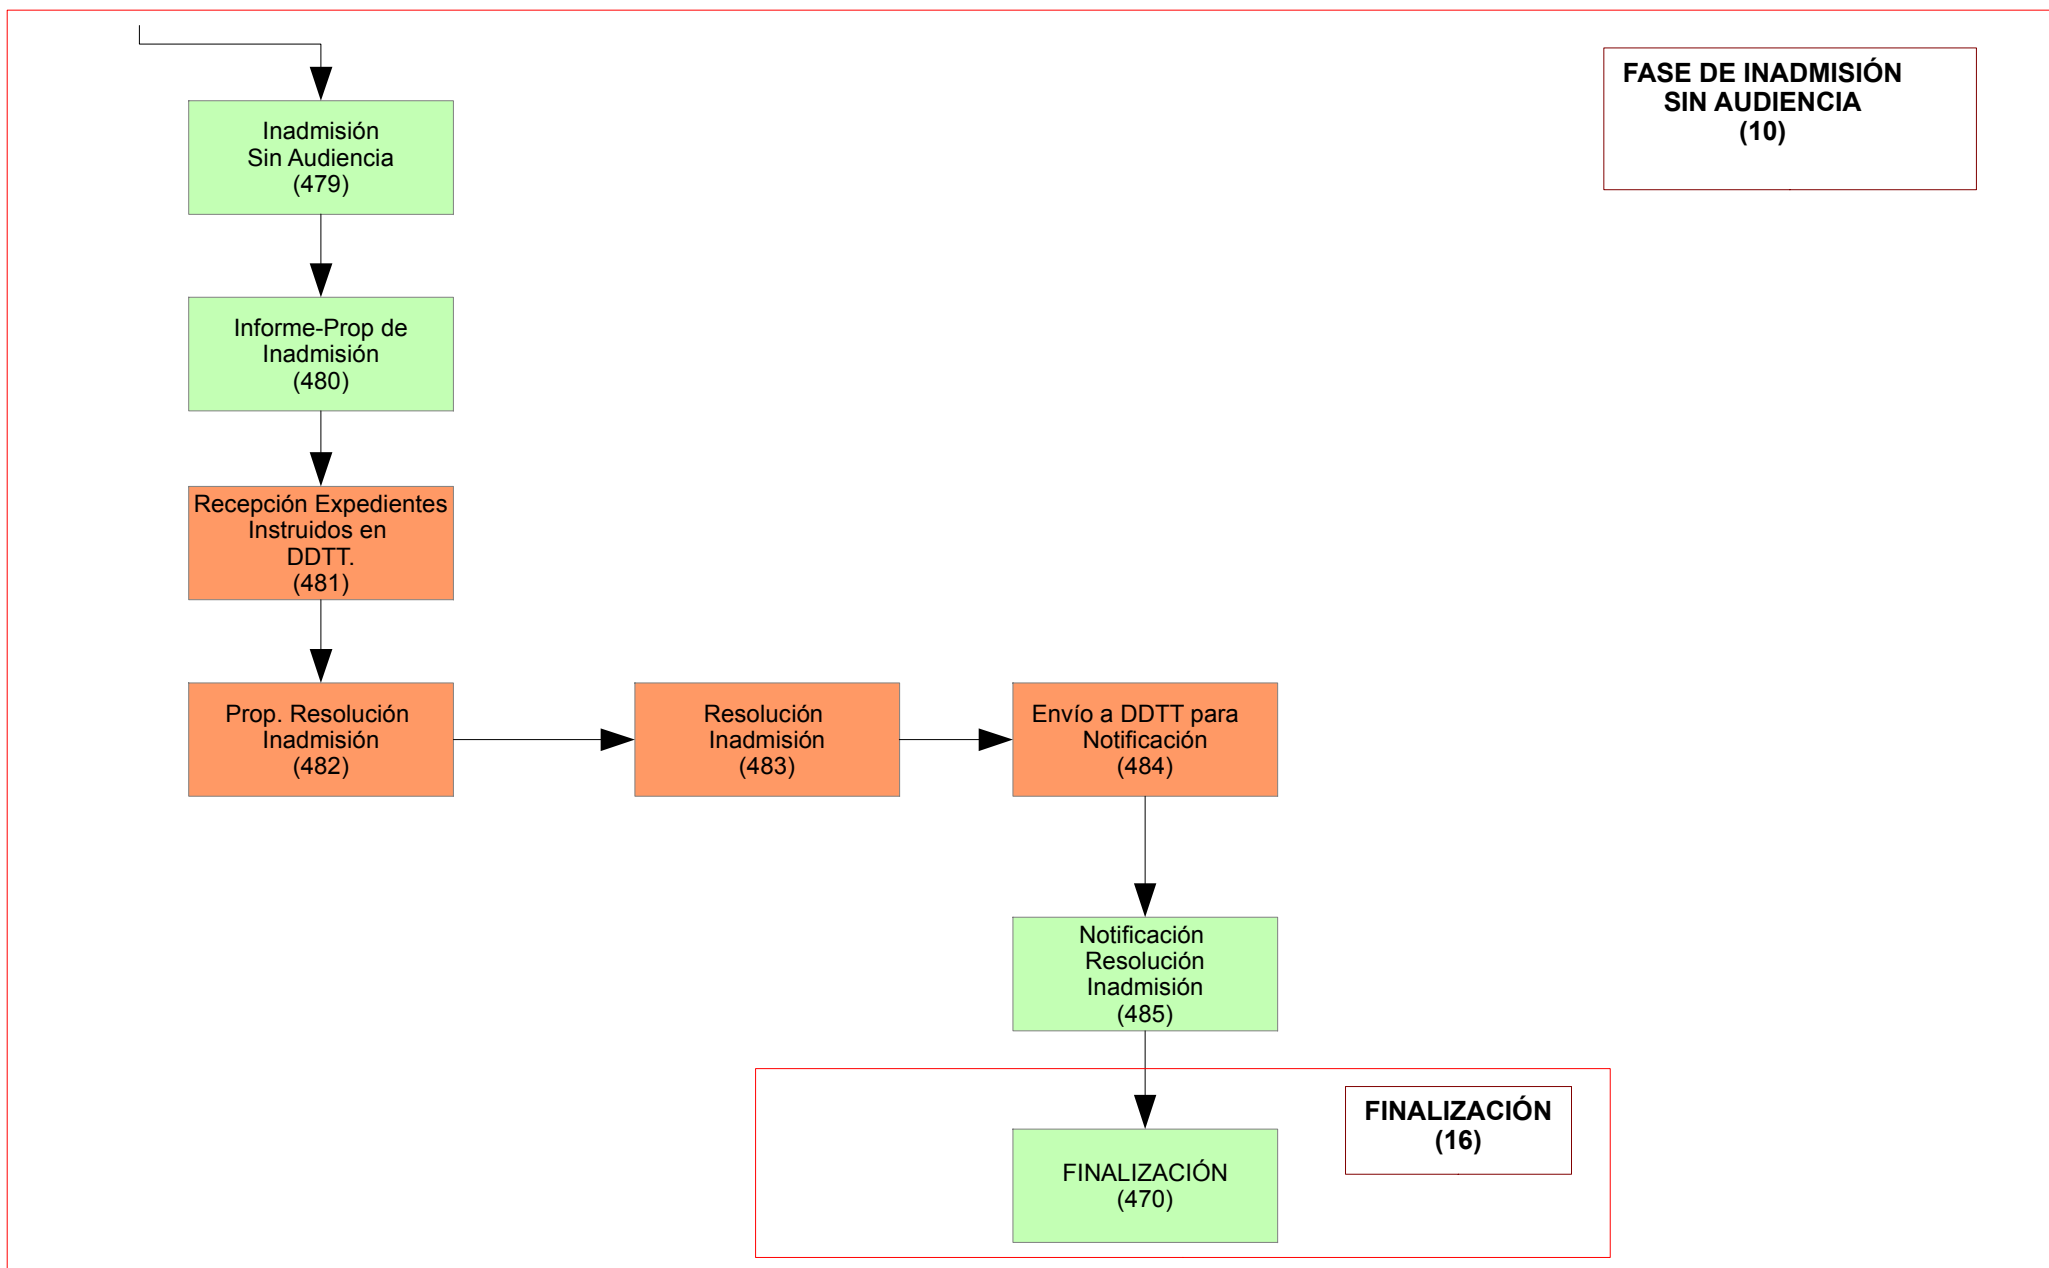 FASE DE INADMISIÓN
SIN AUDIENCIA
(10)
Inadmisión
Sin Audiencia
(479)
Informe-Prop de
Inadmisión
(480)
Recepción Expedientes
Instruidos en
DDTT.
(481)
Prop. Resolución
Inadmisión
(482)
Resolución
Inadmisión
(483)
Envío a DDTT para
Notificación
(484)
Notificación
Resolución
Inadmisión
(485)
FINALIZACIÓN
(16)
FINALIZACIÓN
(470)